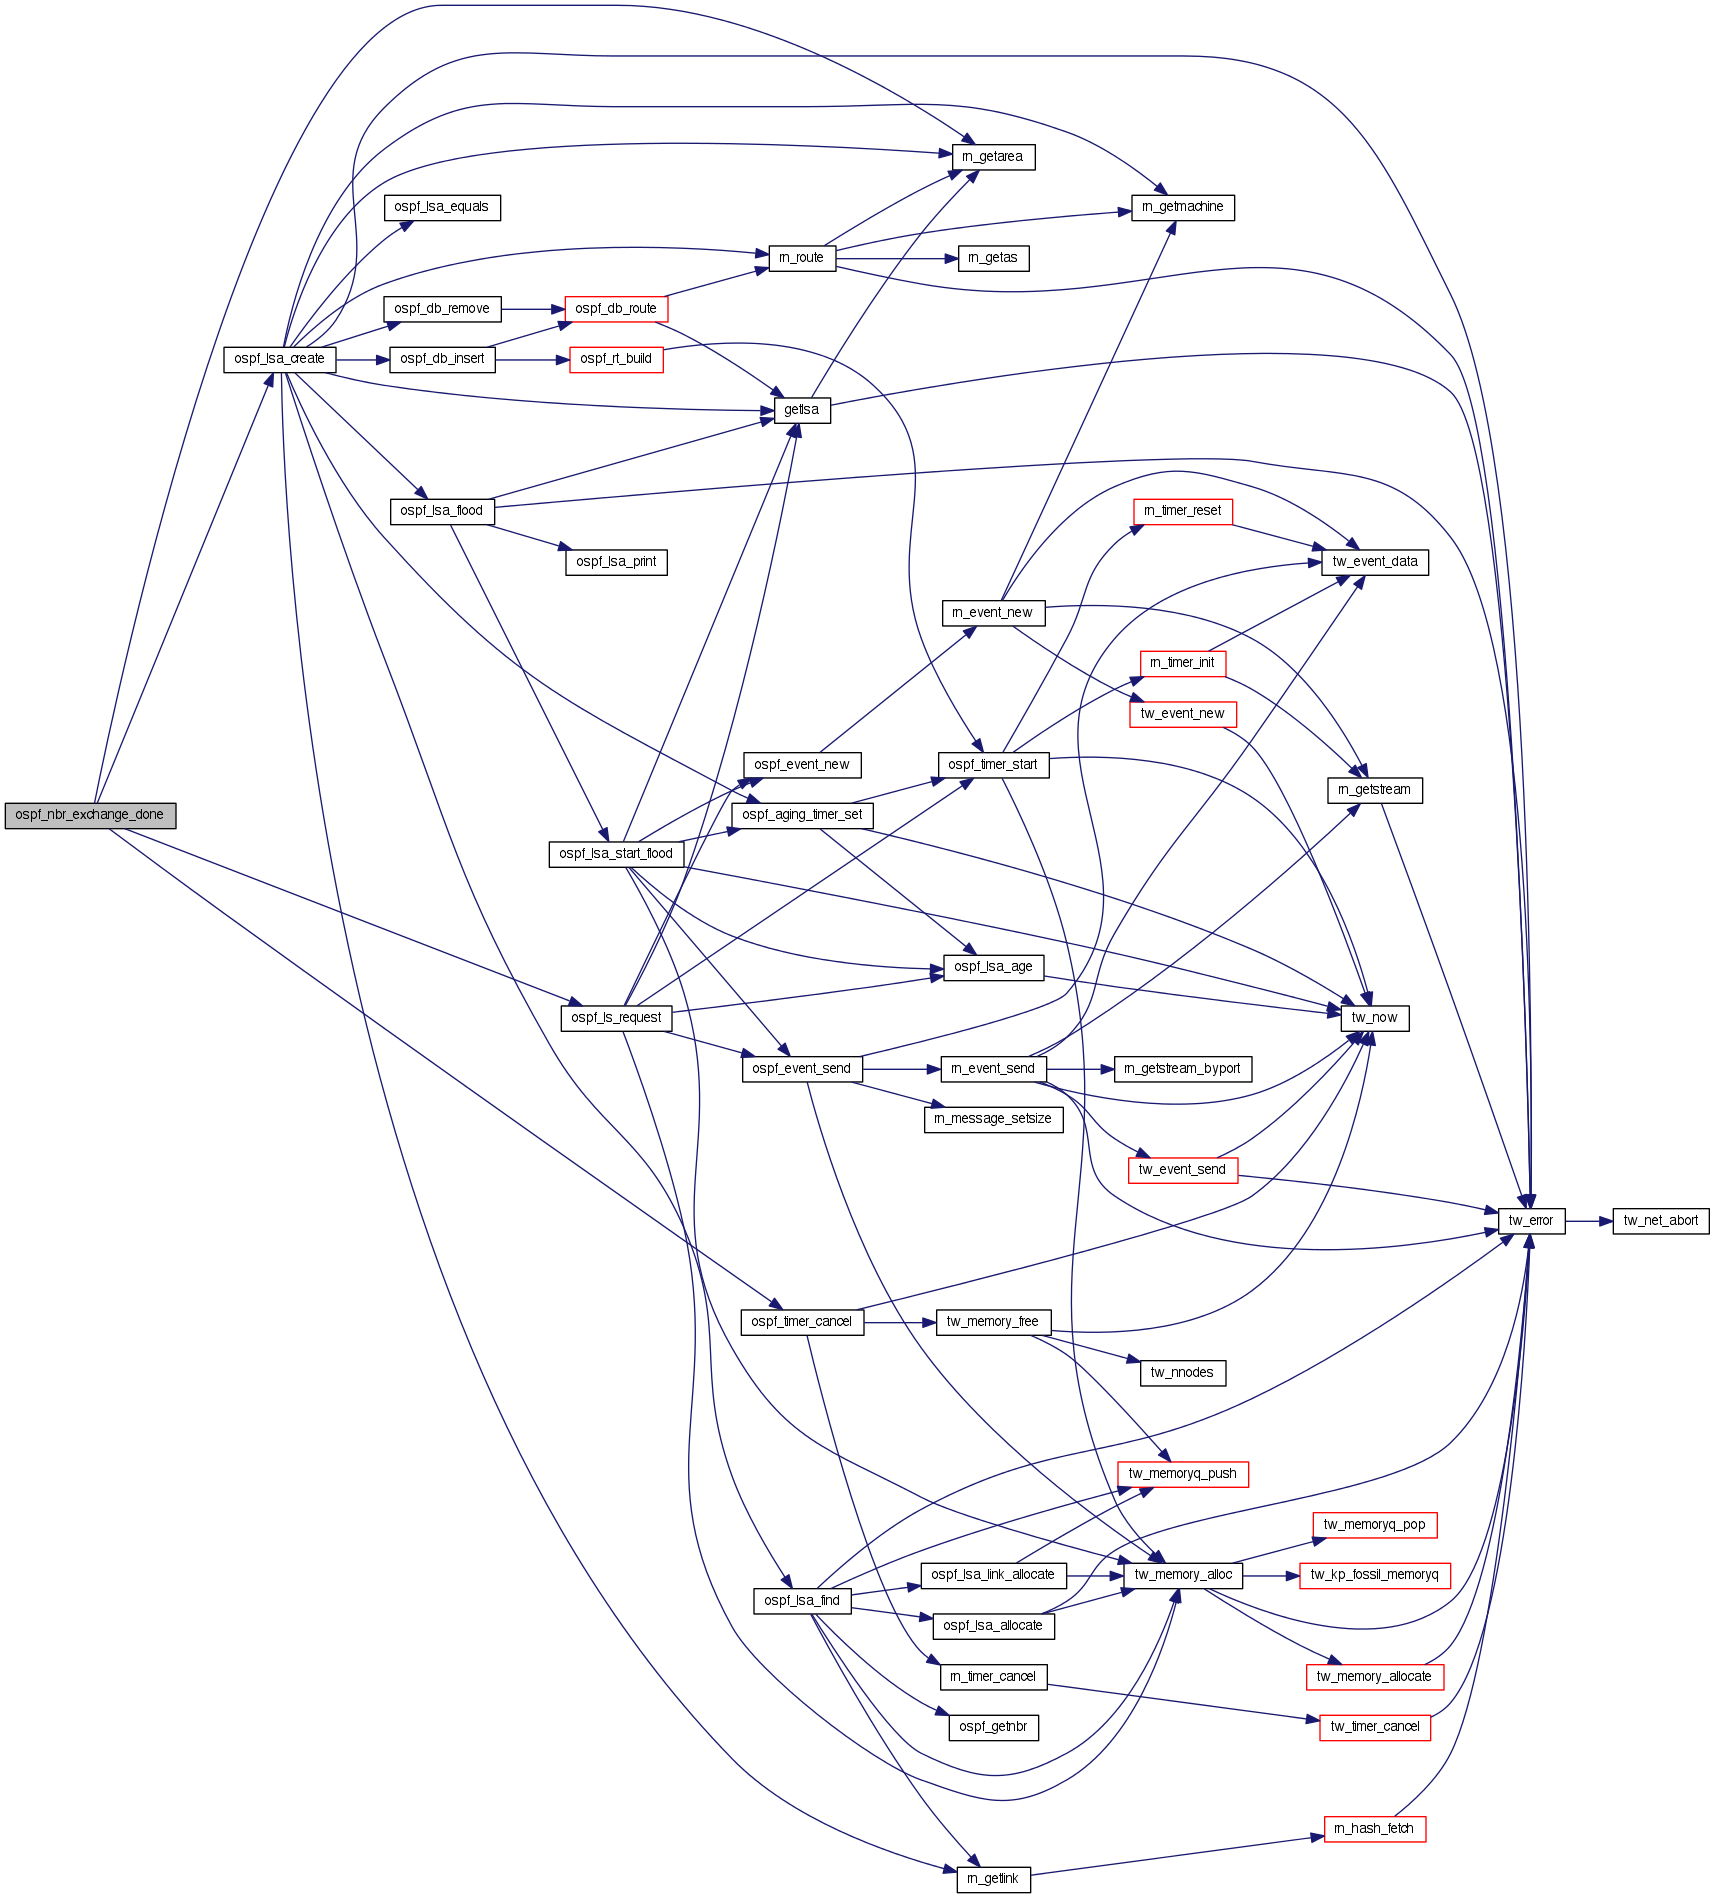 rn_getarea
ospf_lsa_equals
rn_getmachine
rn_route
rn_getas
ospf_db_remove
ospf_db_route
ospf_lsa_create
ospf_db_insert
ospf_rt_build
getlsa
ospf_lsa_flood
rn_timer_reset
ospf_lsa_print
tw_event_data
rn_event_new
rn_timer_init
tw_event_new
ospf_event_new
ospf_timer_start
rn_getstream
ospf_nbr_exchange_done
ospf_aging_timer_set
ospf_lsa_start_flood
ospf_lsa_age
ospf_ls_request
tw_now
ospf_event_send
rn_event_send
rn_getstream_byport
rn_message_setsize
tw_event_send
tw_error
tw_net_abort
ospf_timer_cancel
tw_memory_free
tw_nnodes
tw_memoryq_push
tw_memoryq_pop
ospf_lsa_link_allocate
tw_memory_alloc
tw_kp_fossil_memoryq
ospf_lsa_find
ospf_lsa_allocate
rn_timer_cancel
tw_memory_allocate
ospf_getnbr
tw_timer_cancel
rn_hash_fetch
rn_getlink